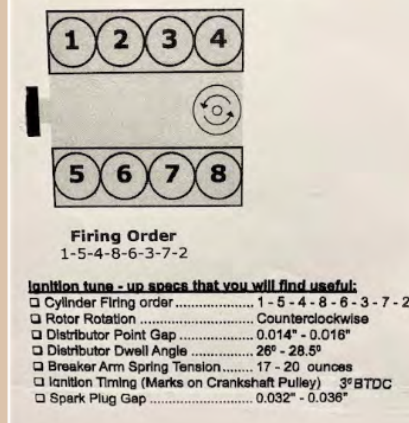 1 2 3 4
5 6 7 8
Firing Order
1-5-4-8-6-3-7-2
Ignition tune - up specs that you will find useful:
☐ Cylinder Firing order .................. 1 - 5 - 4 - 8 - 6 - 3 - 7 - 2
☐ Rotor Rotation .......................... Counterclockwise
☐ Distributor Point Gap .................. 0.014" - 0.016"
☐ Distributor Dwell Angle ............... 26º - 28.5º
☐ Breaker Arm Spring Tension ....... 17 - 20 ounces
☐ Ignition Timing (Marks on Crankshaft Pulley) 3º BTDC
☐ Spark Plug Gap ......................... 0.032" - 0.036"